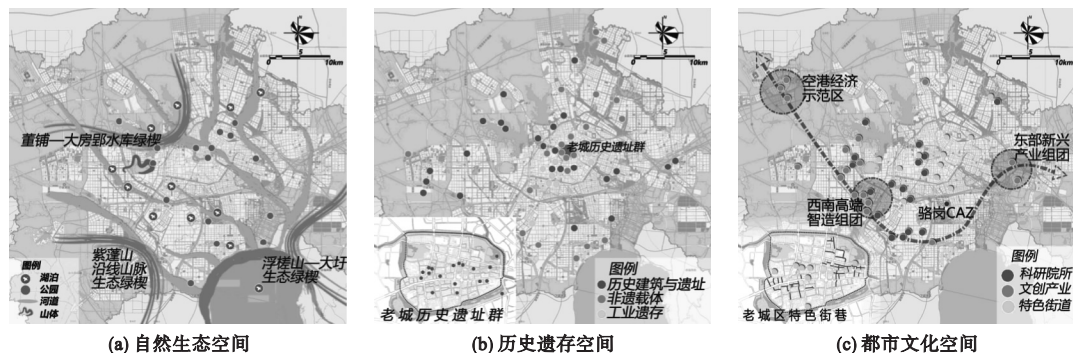 0 5 10km
董铺—大房郢水库绿楔
紫蓬山
沿线山脉
生态绿楔
浮槎山—大圩
生态绿楔
图例
湖泊
公园
河道
山体
(a) 自然生态空间
0 5 10km
老城历史遗址群
老城历史遗址群
图例
历史建筑与遗址
非遗载体
工业遗存
(b) 历史遗存空间
0 5 10km
空港经济
示范区
东部新兴
产业组团
西南高端
智造组团
骆岗CAZ
老城区特色街巷
图例
科研院所
文创产业
特色街道
(c) 都市文化空间